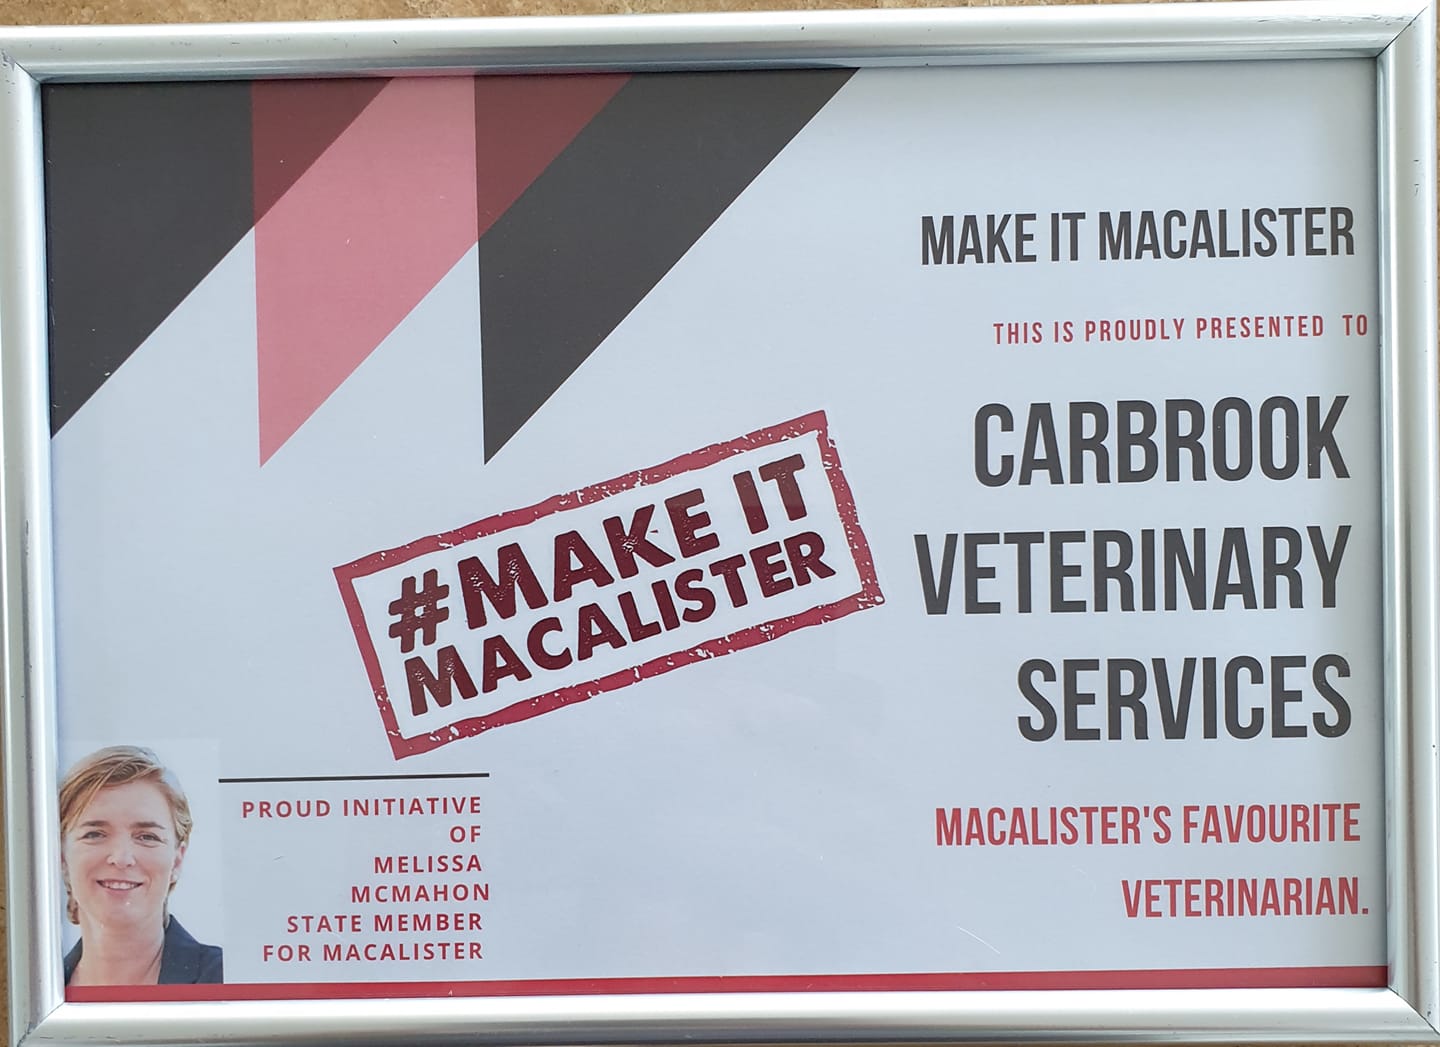 MAKE IT MACALISTER
THIS IS PROUDLY PRESENTED TO
CARBROOK
VETERINARY
SERVICES
MACALISTER'S FAVOURITE
VETERINARIAN.
#MAKE IT
MACALISTER
PROUD INITIATIVE
OF
MELISSA
MCMAHON
STATE MEMBER
FOR MACALISTER